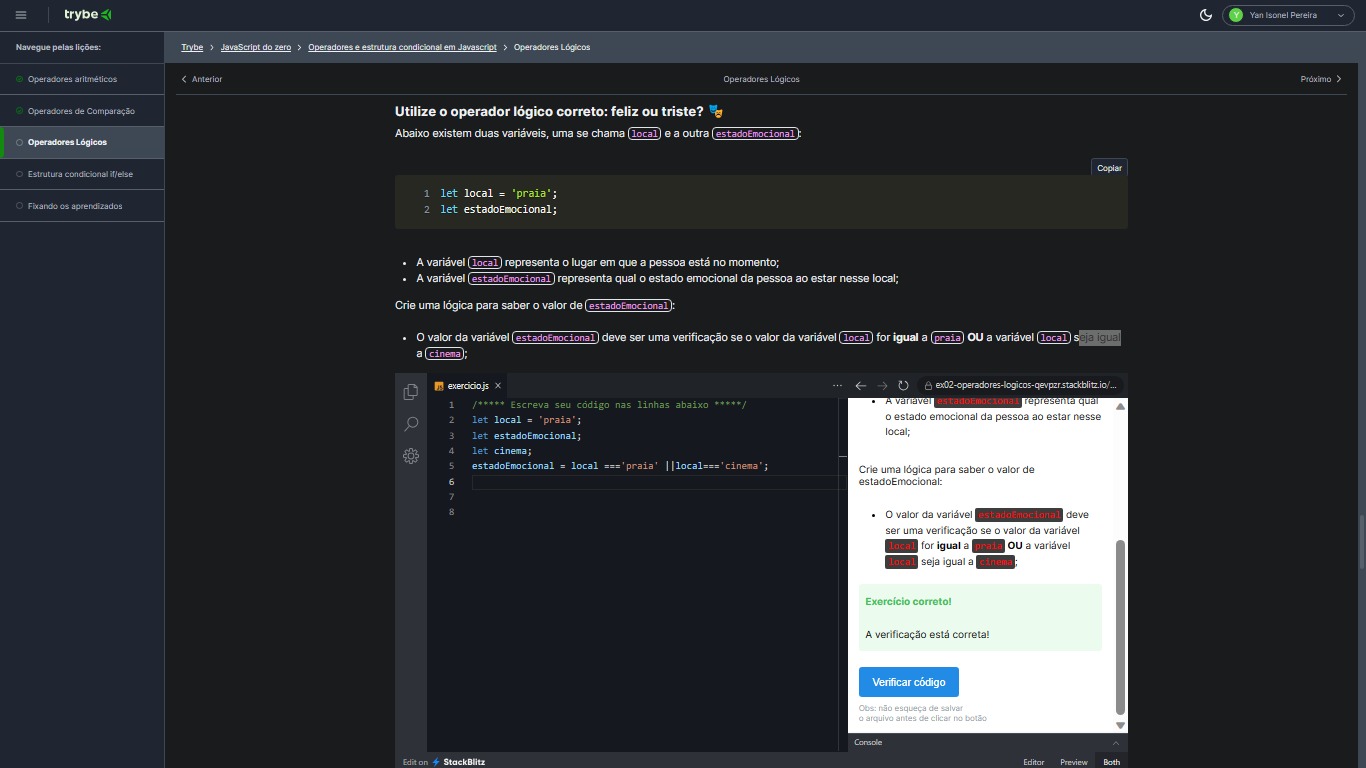 trybe
Y Yan Isonel Pereira
Navegue pelas lições:
Operadores aritméticos
Operadores de Comparação
Operadores Lógicos
Estrutura condicional if/else
Fixando os aprendizados
Trybe > JavaScript do zero > Operadores e estrutura condicional em Javascript > Operadores Lógicos
Anterior
Operadores Lógicos
Próximo
Utilize o operador lógico correto: feliz ou triste? 🎭
Abaixo existem duas variáveis, uma se chama local e a outra estadoEmocional:
Copiar
1 let local = 'praia';
2 let estadoEmocional;
• A variável local representa o lugar em que a pessoa está no momento;
• A variável estadoEmocional representa qual o estado emocional da pessoa ao estar nesse local;
Crie uma lógica para saber o valor de estadoEmocional:
• O valor da variável estadoEmocional deve ser uma verificação se o valor da variável local for igual a praia OU a variável local seja igual
a cinema;
exercicio.js ×
1 /***** Escreva seu código nas linhas abaixo *****/
2 let local = 'praia';
3 let estadoEmocional;
4 let cinema;
5 estadoEmocional = local ==='praia' ||local==='cinema';
6
7
8
ex02-operadores-logicos-qevpzr.stackblitz.io/...
• A variável estadoEmocional representa qual
o estado emocional da pessoa ao estar nesse
local;
Crie uma lógica para saber o valor de
estadoEmocional:
• O valor da variável estadoEmocional deve
ser uma verificação se o valor da variável
local for igual a praia OU a variável
local seja igual a cinema;
Exercício correto!
A verificação está correta!
Verificar código
Obs: não esqueça de salvar
o arquivo antes de clicar no botão
Console
Edit on StackBlitz
Editor
Preview
Both